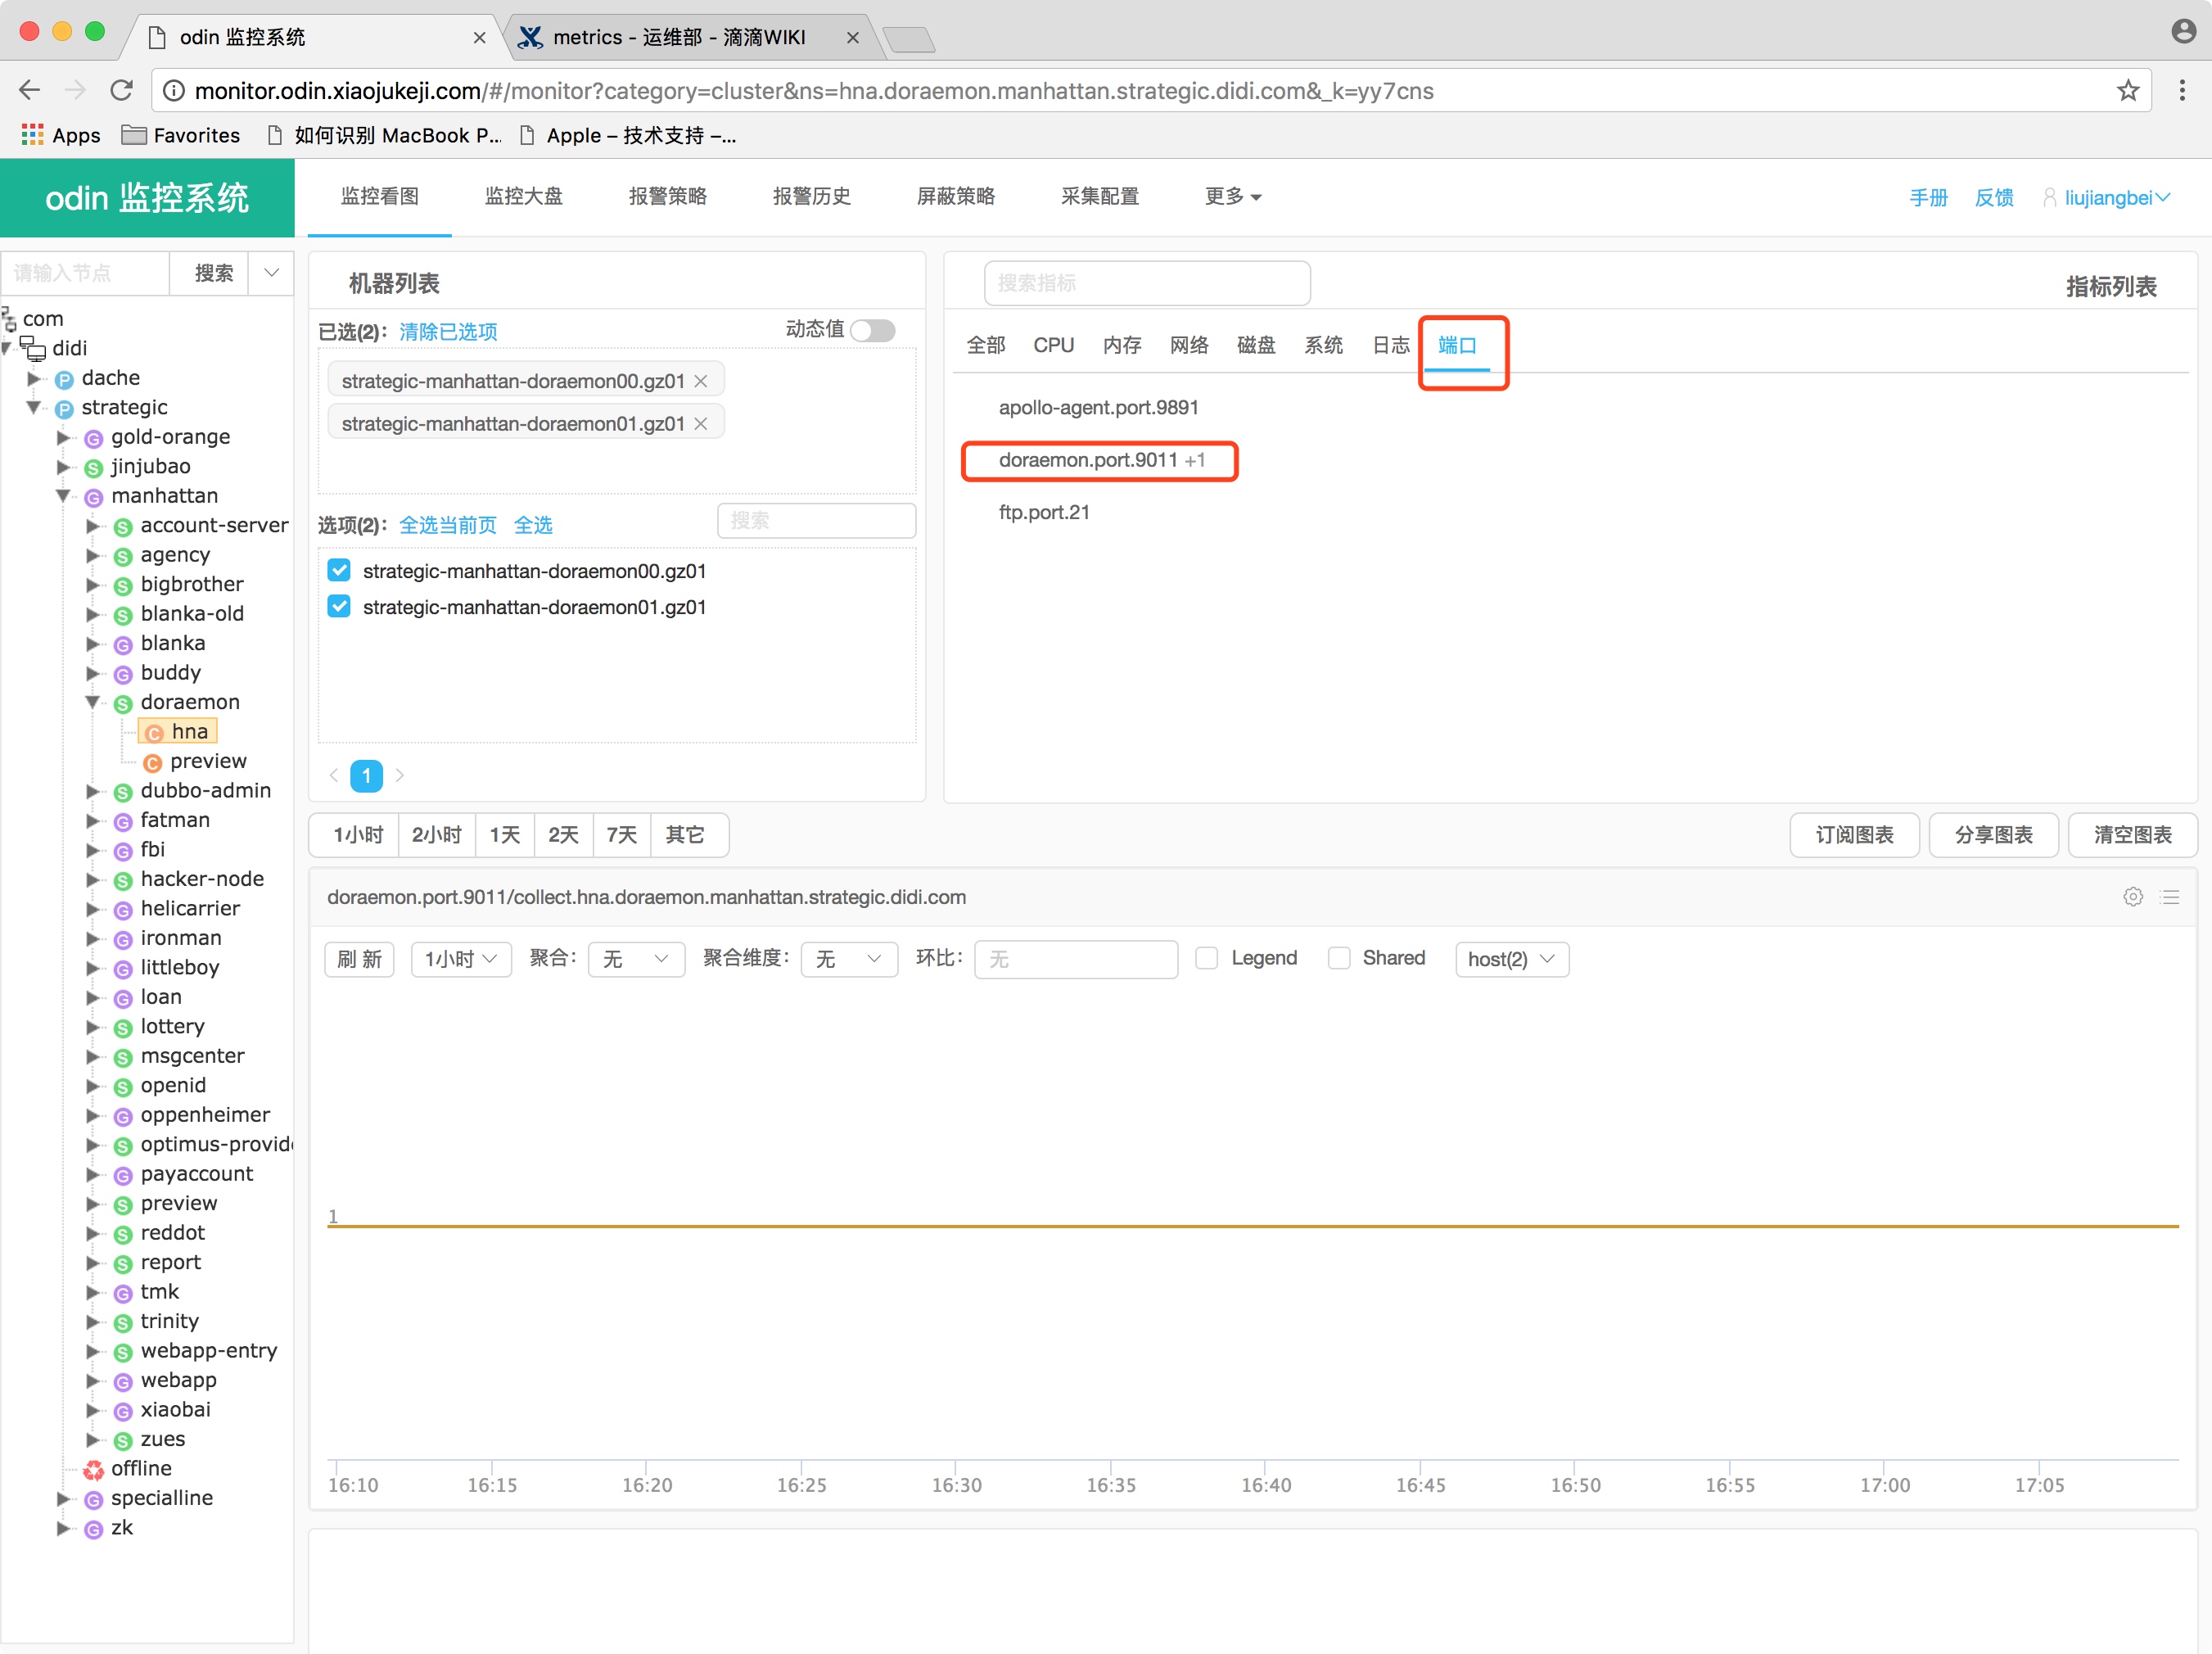 odin 监控系统
metrics - 运维部 - 滴滴WIKI
monitor.odin.xiaojukeji.com/#/monitor?category=cluster&ns=hna.doraemon.manhattan.strategic.didi.com&_k=yy7cns
Apps
Favorites
如何识别 MacBook P...
Apple – 技术支持 –...
odin 监控系统
监控看图
监控大盘
报警策略
报警历史
屏蔽策略
采集配置
更多
手册
反馈
liujiangbei
请输入节点
搜索
com
didi
P dache
P strategic
G gold-orange
S jinjubao
G manhattan
S account-server
S agency
S bigbrother
S blanka-old
G blanka
G buddy
S doraemon
C hna
C preview
S dubbo-admin
G fatman
G fbi
S hacker-node
G helicarrier
G ironman
G littleboy
G loan
S lottery
S msgcenter
S openid
G oppenheimer
S optimus-provid
G payaccount
S preview
S reddot
S report
G tmk
S trinity
S webapp-entry
G webapp
G xiaobai
S zues
offline
G specialline
G zk
机器列表
已选(2)： 清除已选项
动态值
strategic-manhattan-doraemon00.gz01
strategic-manhattan-doraemon01.gz01
选项(2)： 全选当前页 全选
搜索
strategic-manhattan-doraemon00.gz01
strategic-manhattan-doraemon01.gz01
1
搜索指标
指标列表
全部 CPU 内存 网络 磁盘 系统 日志 端口
apollo-agent.port.9891
doraemon.port.9011 +1
ftp.port.21
1小时 2小时 1天 2天 7天 其它
订阅图表 分享图表 清空图表
doraemon.port.9011/collect.hna.doraemon.manhattan.strategic.didi.com
刷 新 1小时 聚合： 无 聚合维度： 无 环比： 无 Legend Shared host(2)
1
16:10 16:15 16:20 16:25 16:30 16:35 16:40 16:45 16:50 16:55 17:00 17:05